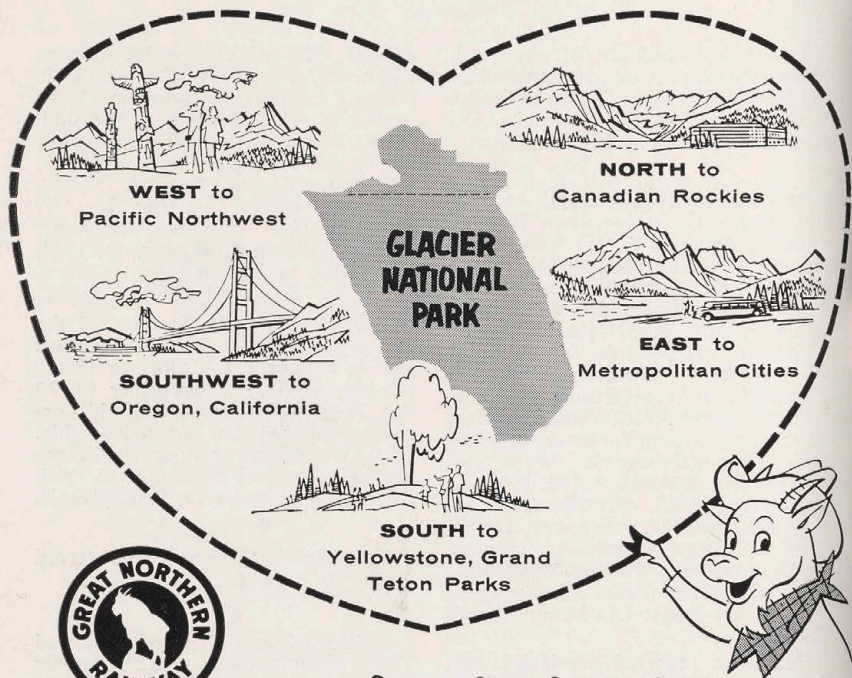 WEST to
Pacific Northwest
NORTH to
Canadian Rockies
GLACIER
NATIONAL
PARK
SOUTHWEST to
Oregon, California
EAST to
Metropolitan Cities
SOUTH to
Yellowstone, Grand
Teton Parks
GREAT NORTHERN
RAILWAY